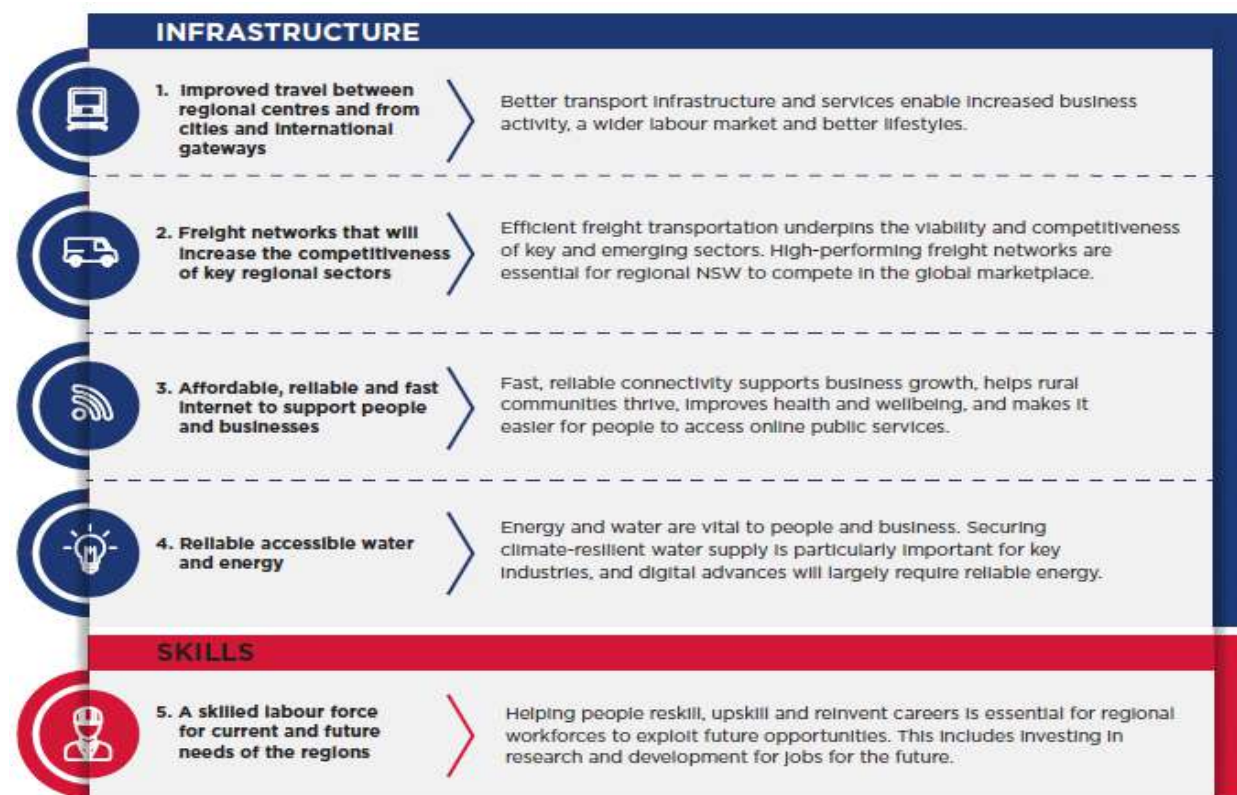 INFRASTRUCTURE
1. Improved travel between
regional centres and from
cities and international
gateways
Better transport infrastructure and services enable increased business
activity, a wider labour market and better lifestyles.
2. Freight networks that will
increase the competitiveness
of key regional sectors
Efficient freight transportation underpins the viability and competitiveness
of key and emerging sectors. High-performing freight networks are
essential for regional NSW to compete in the global marketplace.
3. Affordable, reliable and fast
internet to support people
and businesses
Fast, reliable connectivity supports business growth, helps rural
communities thrive, improves health and wellbeing, and makes it
easier for people to access online public services.
4. Reliable accessible water
and energy
Energy and water are vital to people and business. Securing
climate-resilient water supply is particularly important for key
industries, and digital advances will largely require reliable energy.
SKILLS
5. A skilled labour force
for current and future
needs of the regions
Helping people reskill, upskill and reinvent careers is essential for regional
workforces to exploit future opportunities. This includes investing in
research and development for jobs for the future.